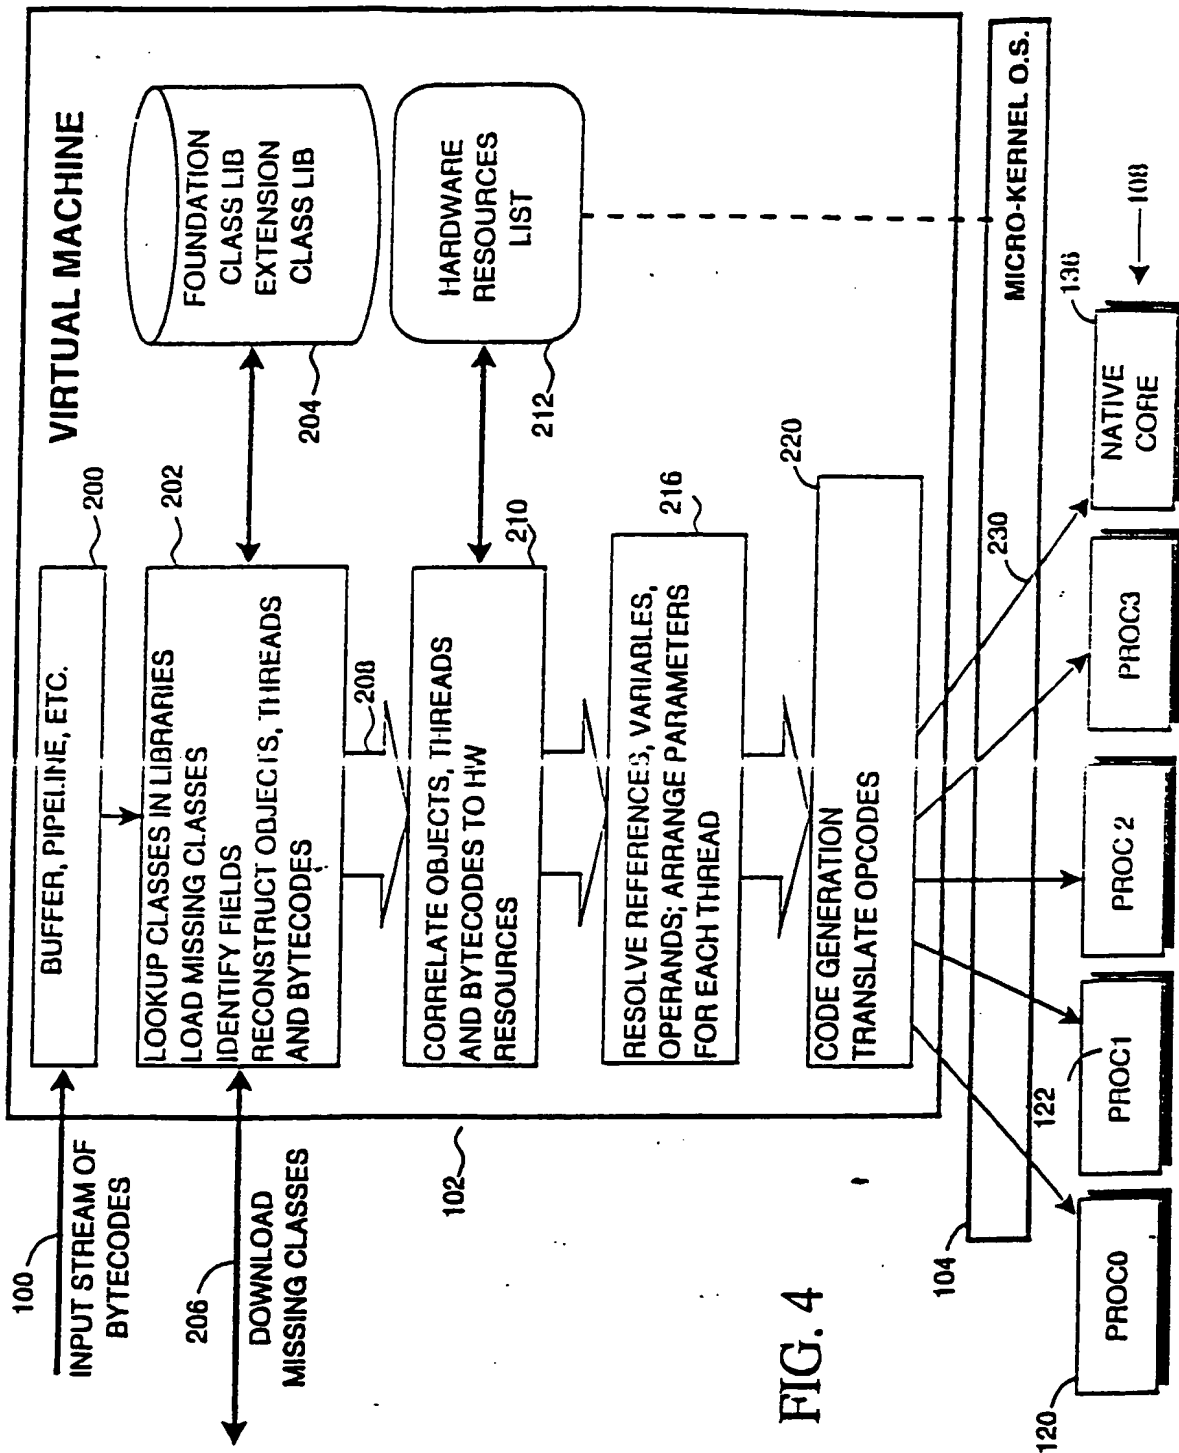 VIRTUAL MACHINE
100
INPUT STREAM OF
BYTECODES
BUFFER, PIPELINE, ETC.
200
206
DOWNLOAD
MISSING CLASSES
LOOKUP CLASSES IN LIBRARIES
LOAD MISSING CLASSES
IDENTIFY FIELDS
RECONSTRUCT OBJECTS, THREADS
AND BYTECODES
202
FOUNDATION
CLASS LIB
EXTENSION
CLASS LIB
204
208
CORRELATE OBJECTS, THREADS
AND BYTECODES TO HW
RESOURCES
210
HARDWARE
RESOURCES
LIST
212
102
RESOLVE REFERENCES, VARIABLES,
OPERANDS; ARRANGE PARAMETERS
FOR EACH THREAD
216
CODE GENERATION
TRANSLATE OPCODES
220
104
230
MICRO-KERNEL O.S.
120
PROC0
122
PROC1
PROC 2
PROC3
NATIVE
CORE
136
108
FIG. 4